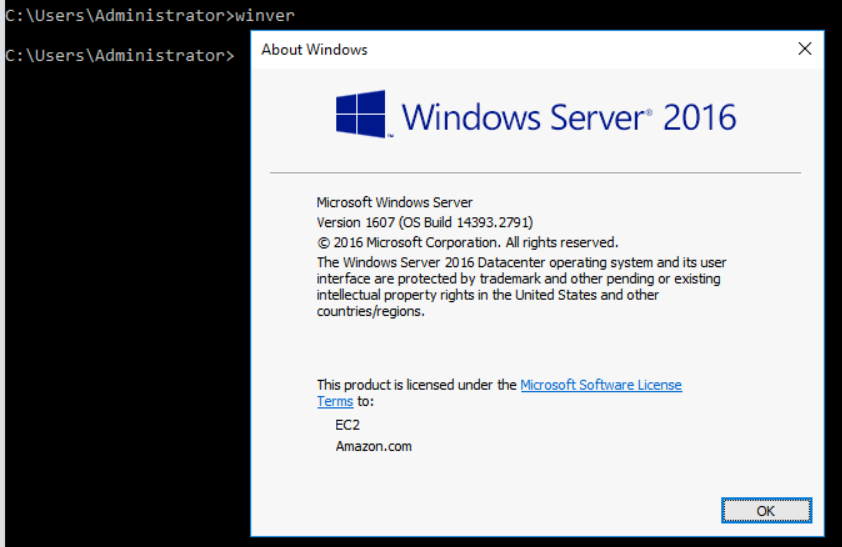 C:\Users\Administrator>winver
C:\Users\Administrator>
About Windows
Windows Server® 2016
Microsoft Windows Server
Version 1607 (OS Build 14393.2791)
© 2016 Microsoft Corporation. All rights reserved.
The Windows Server 2016 Datacenter operating system and its user
interface are protected by trademark and other pending or existing
intellectual property rights in the United States and other
countries/regions.
This product is licensed under the Microsoft Software License
Terms to:
EC2
Amazon.com
OK